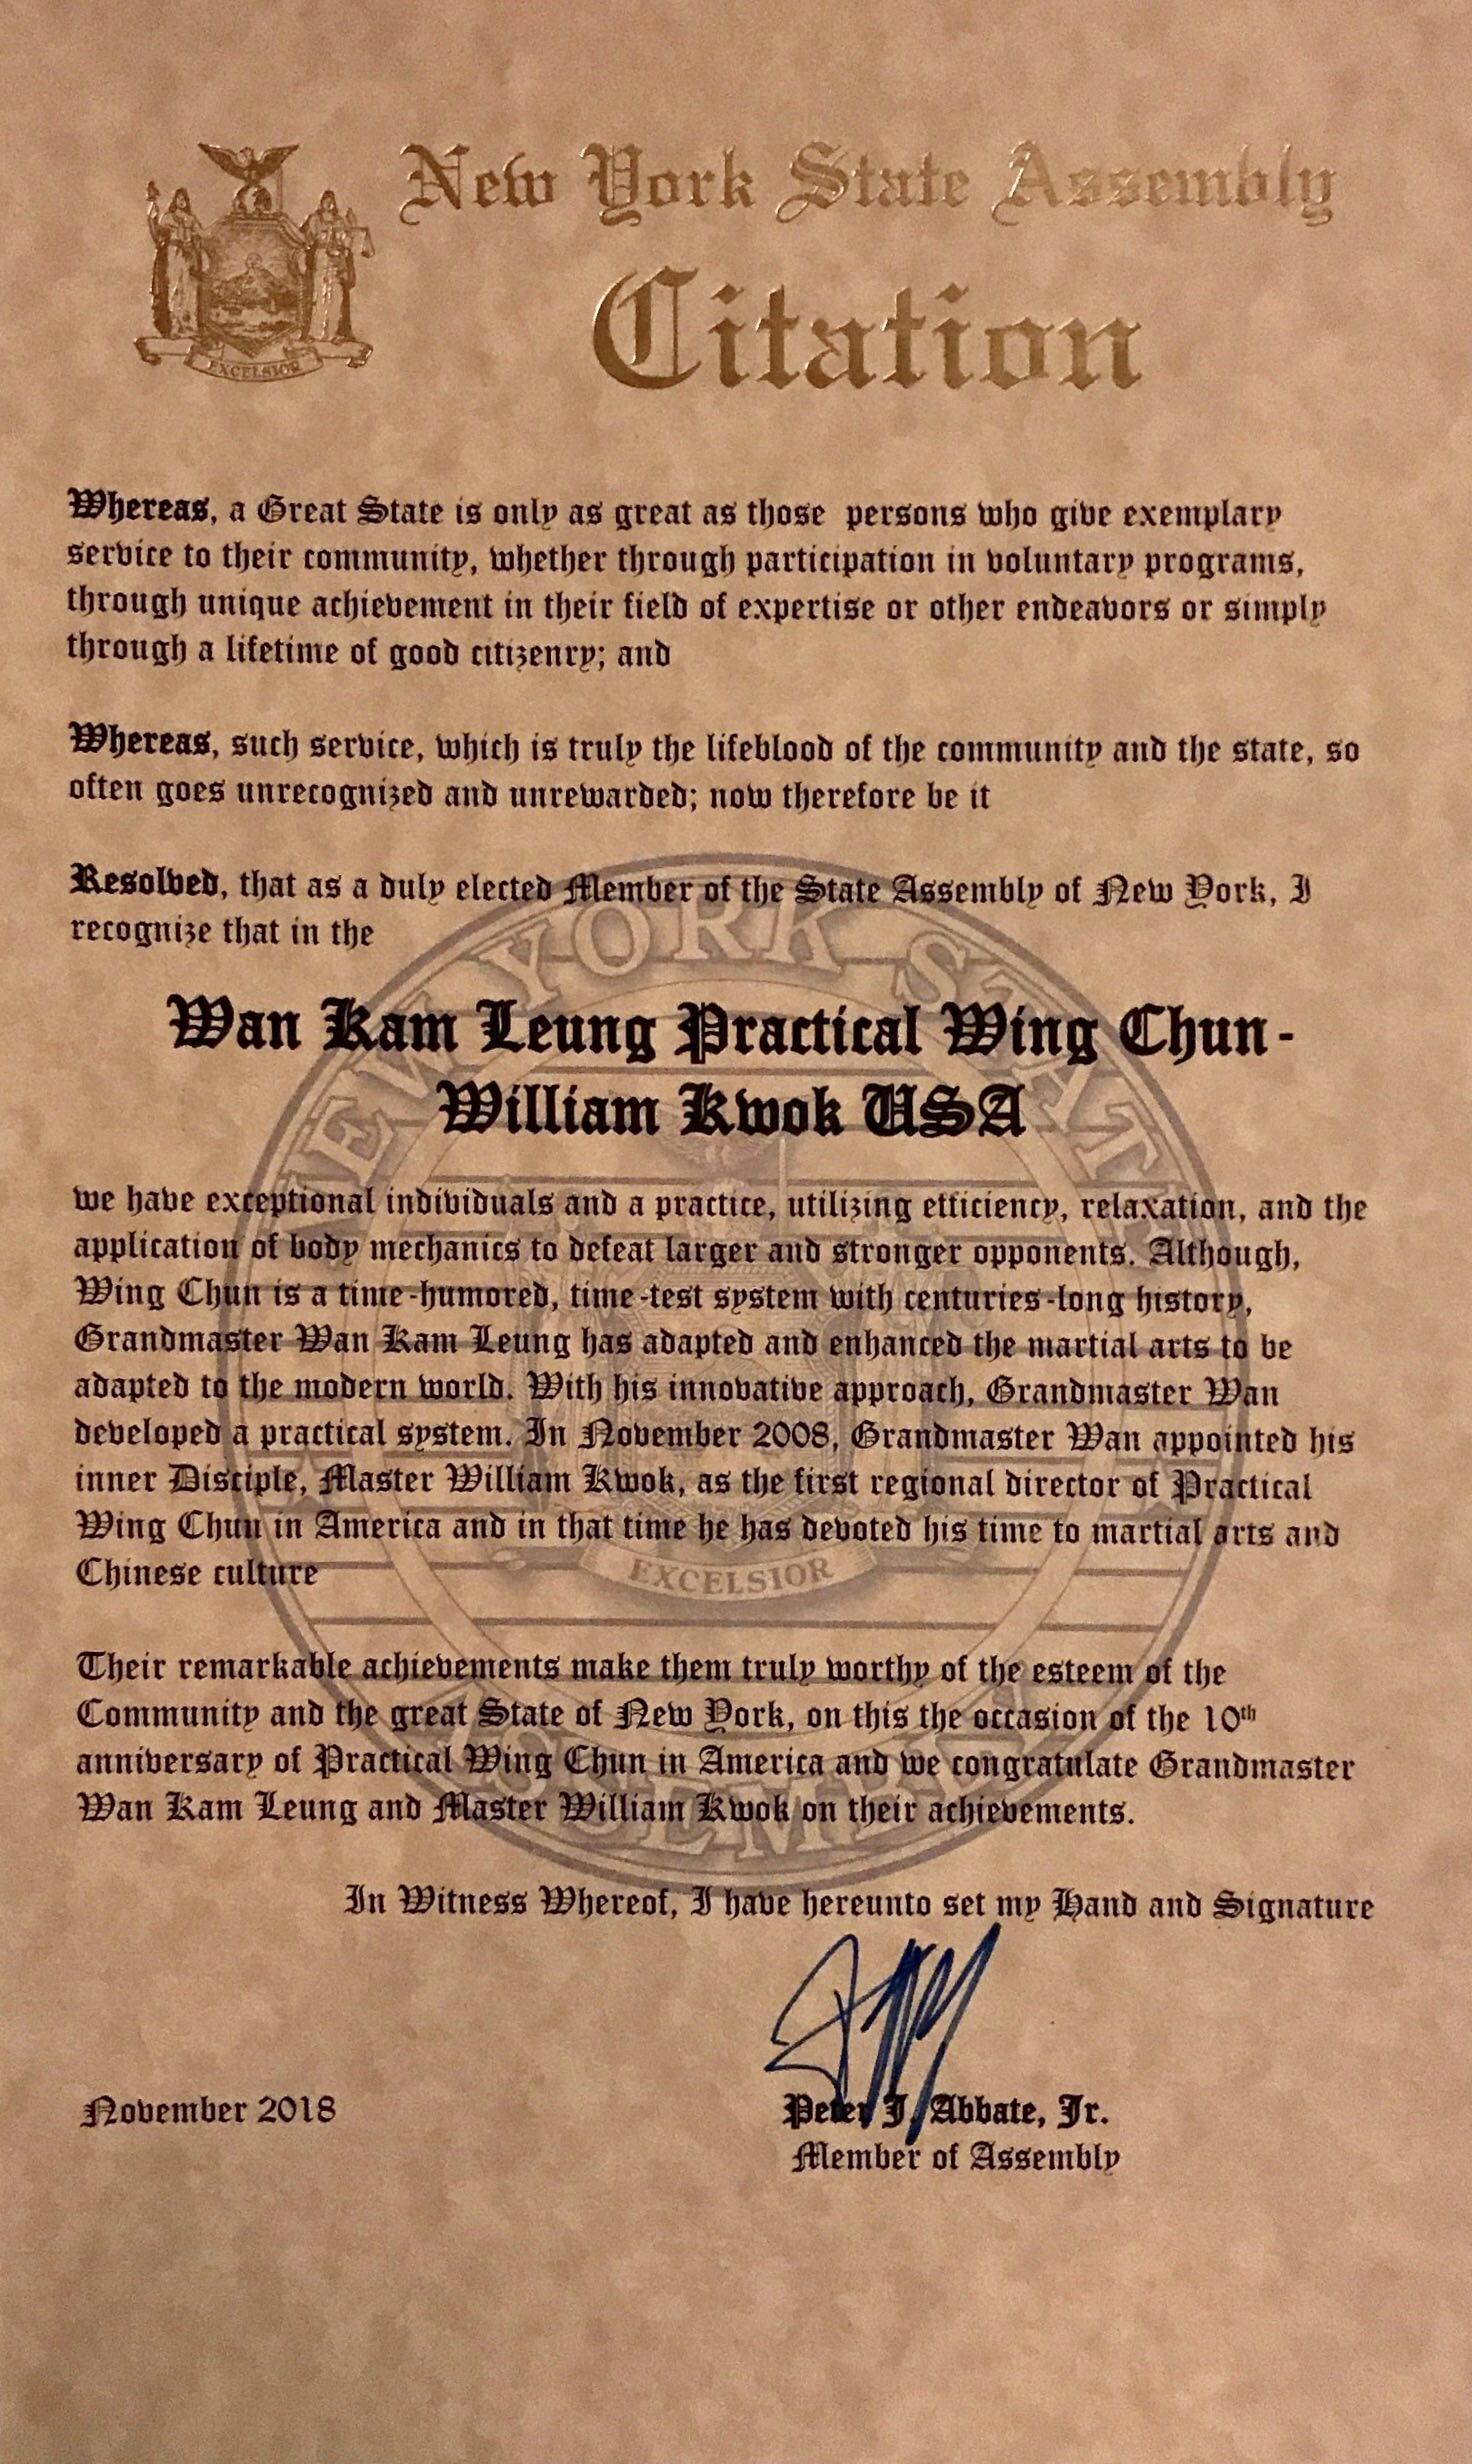 New York State Assembly
Citation
EXCELSIOR
Whereas, a Great State is only as great as those persons who give exemplary
service to their community, whether through participation in voluntary programs,
through unique achievement in their field of expertise or other endeavors or simply
through a lifetime of good citizenry; and
Whereas, such service, which is truly the lifeblood of the community and the state, so
often goes unrecognized and unrewarded; now therefore be it
Resolved, that as a duly elected Member of the State Assembly of New York, I
recognize that in the
Wan Kam Leung Practical Wing Chun-
William Kwok USA
we have exceptional individuals and a practice, utilizing efficiency, relaxation, and the
application of body mechanics to defeat larger and stronger opponents. Although,
Wing Chun is a time-humored, time-test system with centuries-long history,
Grandmaster Wan Kam Leung has adapted and enhanced the martial arts to be
adapted to the modern world. With his innovative approach, Grandmaster Wan
developed a practical system. In November 2008, Grandmaster Wan appointed his
inner Disciple, Master William Kwok, as the first regional director of Practical
Wing Chun in America and in that time he has devoted his time to martial arts and
Chinese culture
Their remarkable achievements make them truly worthy of the esteem of the
Community and the great State of New York, on this the occasion of the 10th
anniversary of Practical Wing Chun in America and we congratulate Grandmaster
Wan Kam Leung and Master William Kwok on their achievements.
In Witness Whereof, I have hereunto set my Hand and Signature
November 2018
Peter J. Abbate, Jr.
Member of Assembly
NEW YORK STATE
EXCELSIOR
ASSEMBLY